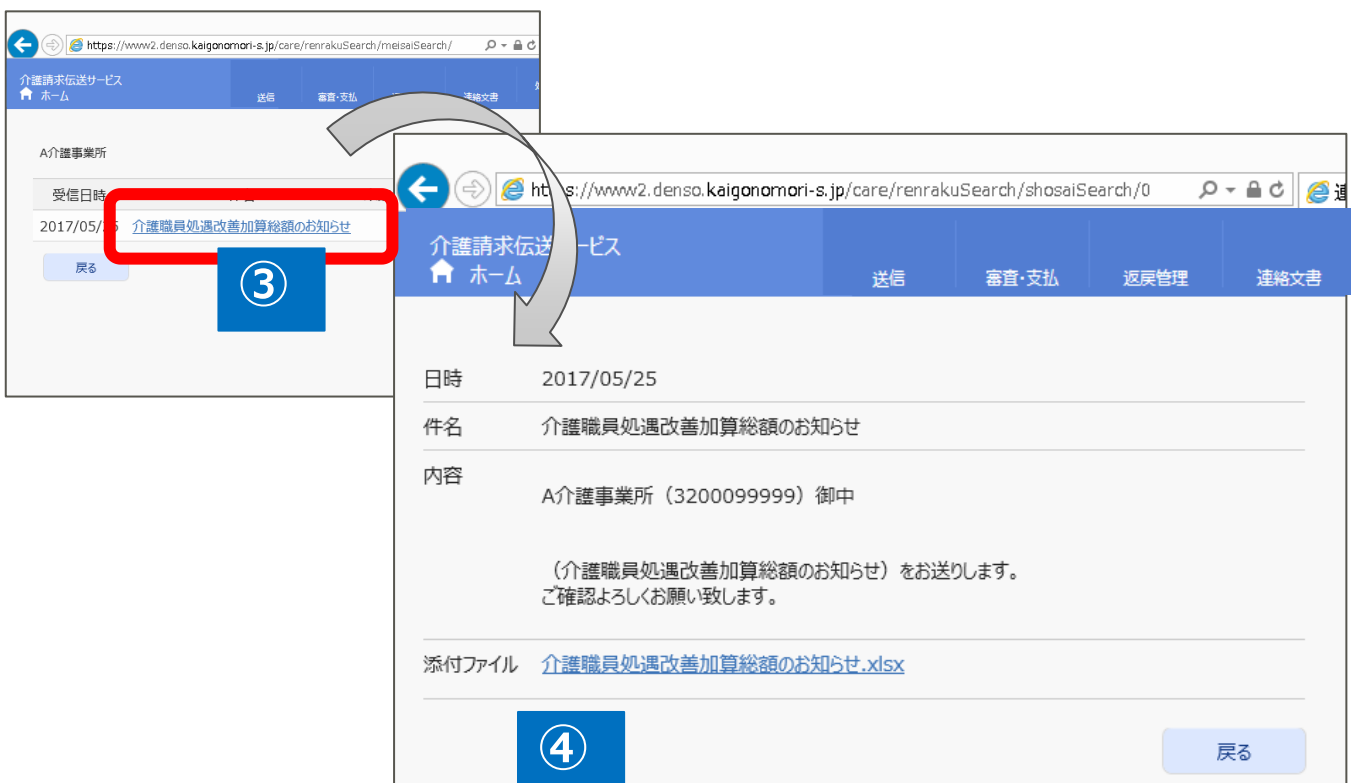 https://www2.denso.kaigonomori-s.jp/care/renrakuSearch/meisaiSearch/
介護請求伝送サービス
ホーム
送信
審査・支払
連絡文書
A介護事業所
受信日時
2017/05/25 介護職員処遇改善加算総額のお知らせ
戻る
③
https://www2.denso.kaigonomori-s.jp/care/renrakuSearch/shosaiSearch/0
連
介護請求伝送サービス
ホーム
送信
審査・支払
返戻管理
連絡文書
日時 2017/05/25
件名 介護職員処遇改善加算総額のお知らせ
内容
A介護事業所（3200099999）御中
（介護職員処遇改善加算総額のお知らせ）をお送りします。
ご確認よろしくお願い致します。
添付ファイル 介護職員処遇改善加算総額のお知らせ.xlsx
④
戻る